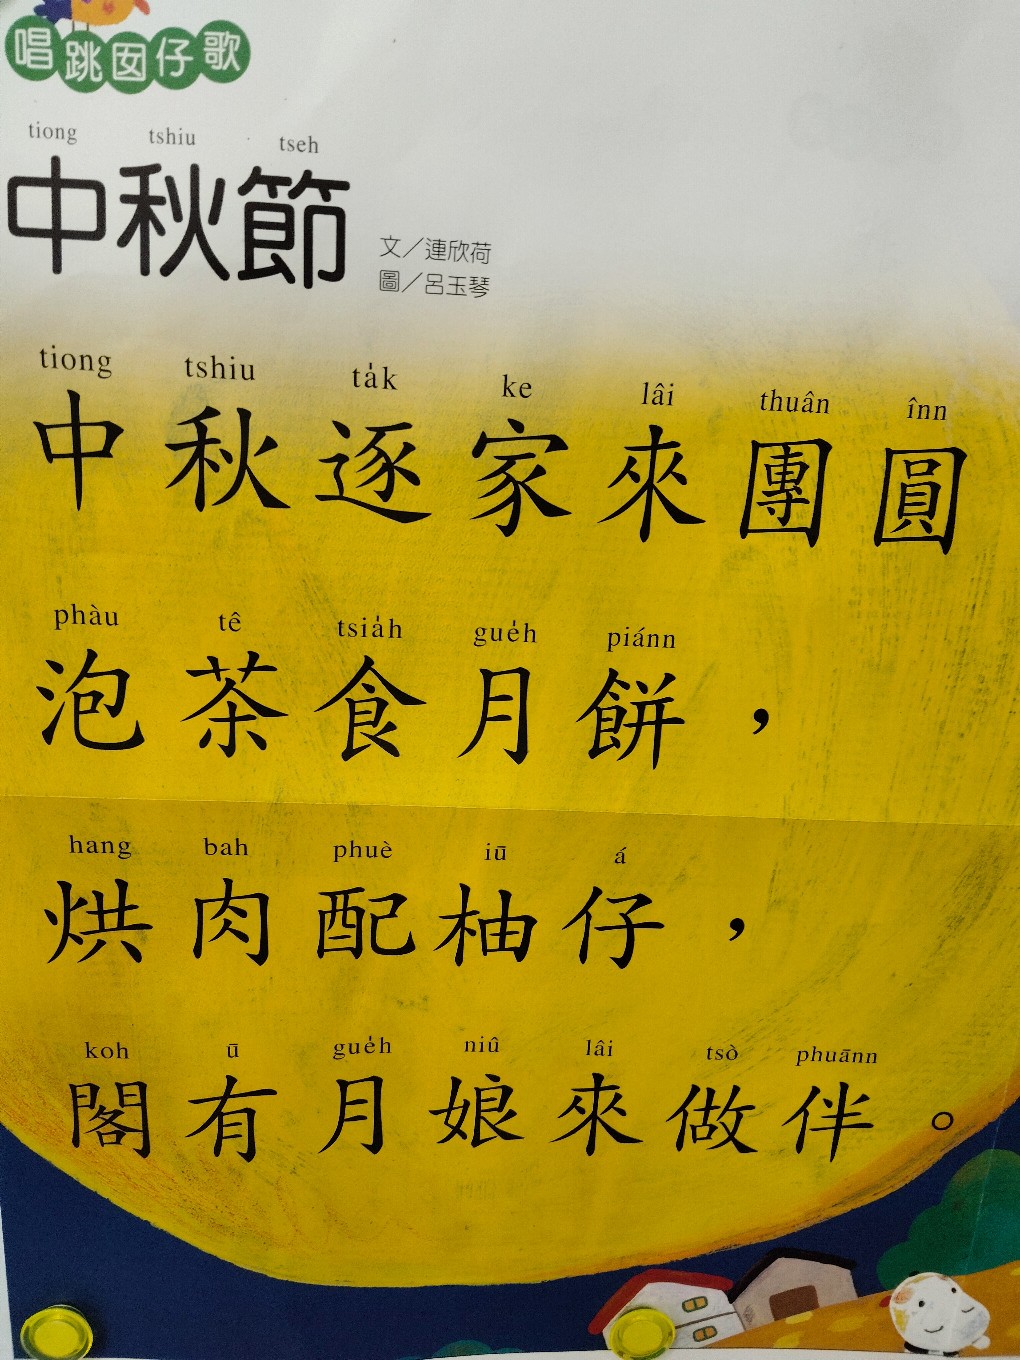 唱跳囡仔歌
tiong tshiu tseh
中秋節
文／連欣荷
圖／呂玉琴
tiong tshiu ta̍k ke lâi thuân înn
中秋逐家來團圓
phàu tê tsia̍h gue̍h piánn
泡茶食月餅，
hang bah phuè iū á
烘肉配柚仔，
koh ū gue̍h niû lâi tsò phuānn
閣有月娘來做伴。